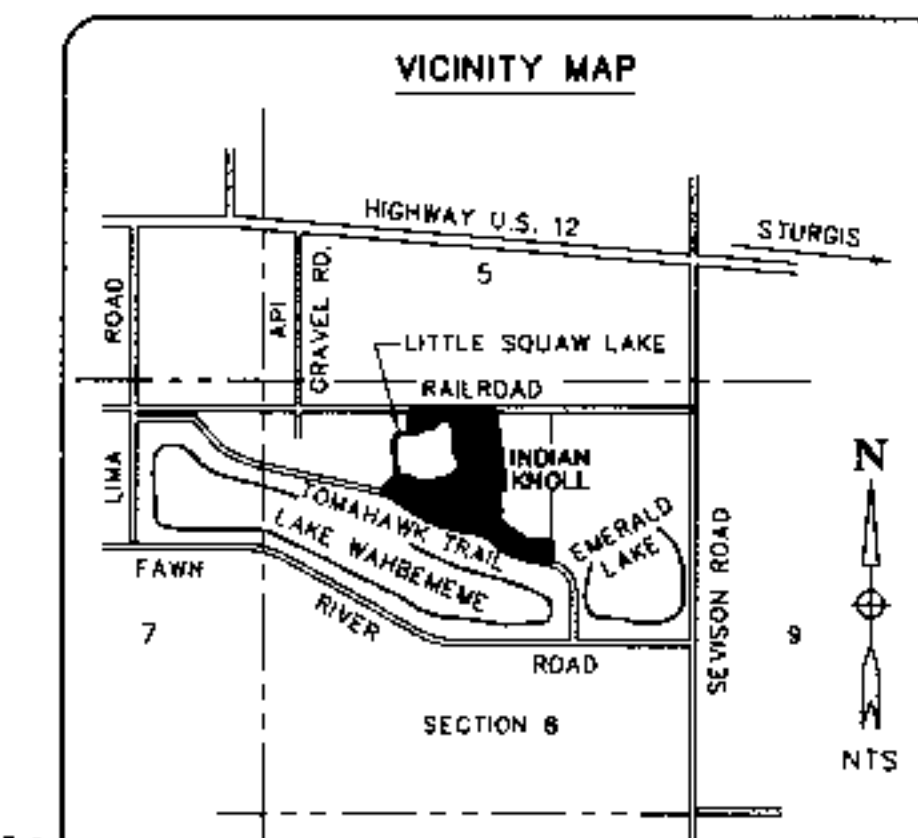 VICINITY MAP
HIGHWAY U.S. 12
STURGIS
5
ROAD
API
GRAVEL RD.
LITTLE SQUAW LAKE
RAILROAD
N
LIMA
INDIAN
KNOLL
TOMAHAWK TRAIL
LAKE WAHBEMEME
EMERALD
LAKE
SEVISON ROAD
FAWN
RIVER
ROAD
7
9
SECTION 8
NTS